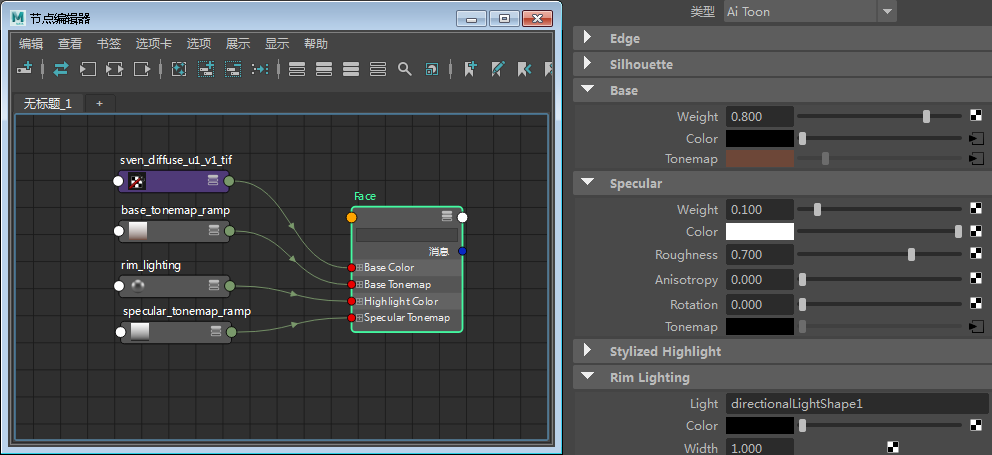 节点编辑器
编辑 查看 书签 选项卡 选项 展示 显示 帮助
无标题_1 +
sven_diffuse_u1_v1_tif
base_tonemap_ramp
rim_lighting
specular_tonemap_ramp
Face
消息
Base Color
Base Tonemap
Highlight Color
Specular Tonemap
类型 Ai Toon
Edge
Silhouette
Base
Weight 0.800
Color
Tonemap
Specular
Weight 0.100
Color
Roughness 0.700
Anisotropy 0.000
Rotation 0.000
Tonemap
Stylized Highlight
Rim Lighting
Light directionalLightShape1
Color
Width 1.000